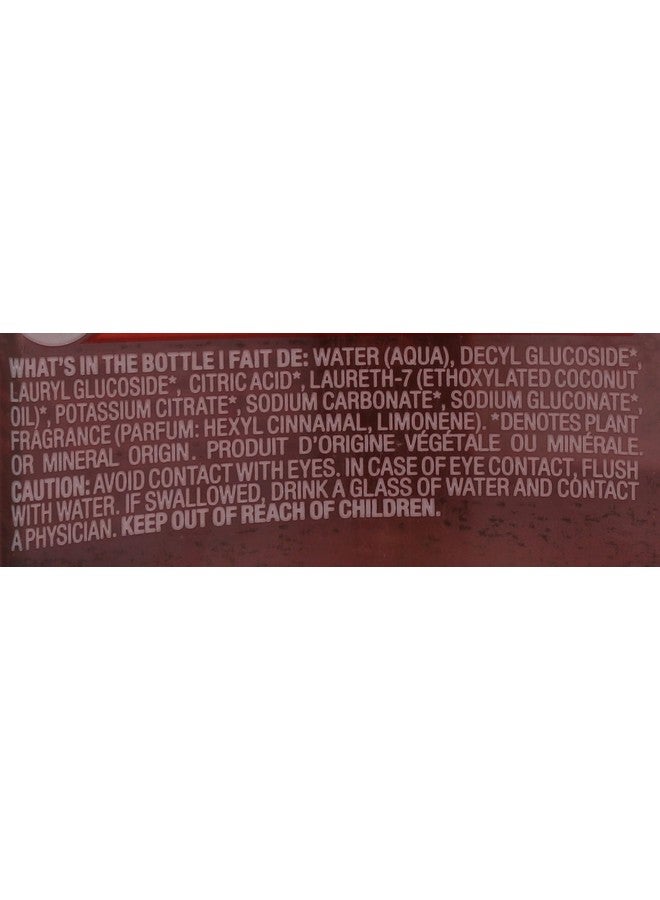 WHAT'S IN THE BOTTLE | FAIT DE: WATER (AQUA), DECYL GLUCOSIDE*,
LAURYL GLUCOSIDE*, CITRIC ACID*, LAURETH-7 (ETHOXYLATED COCONUT
OIL)*, POTASSIUM CITRATE*, SODIUM CARBONATE*, SODIUM GLUCONATE*,
FRAGRANCE (PARFUM: HEXYL CINNAMAL, LIMONENE). *DENOTES PLANT
OR MINERAL ORIGIN. PRODUIT D'ORIGINE VÉGÉTALE OU MINÉRALE.
CAUTION: AVOID CONTACT WITH EYES. IN CASE OF EYE CONTACT, FLUSH
WITH WATER. IF SWALLOWED, DRINK A GLASS OF WATER AND CONTACT
A PHYSICIAN. KEEP OUT OF REACH OF CHILDREN.